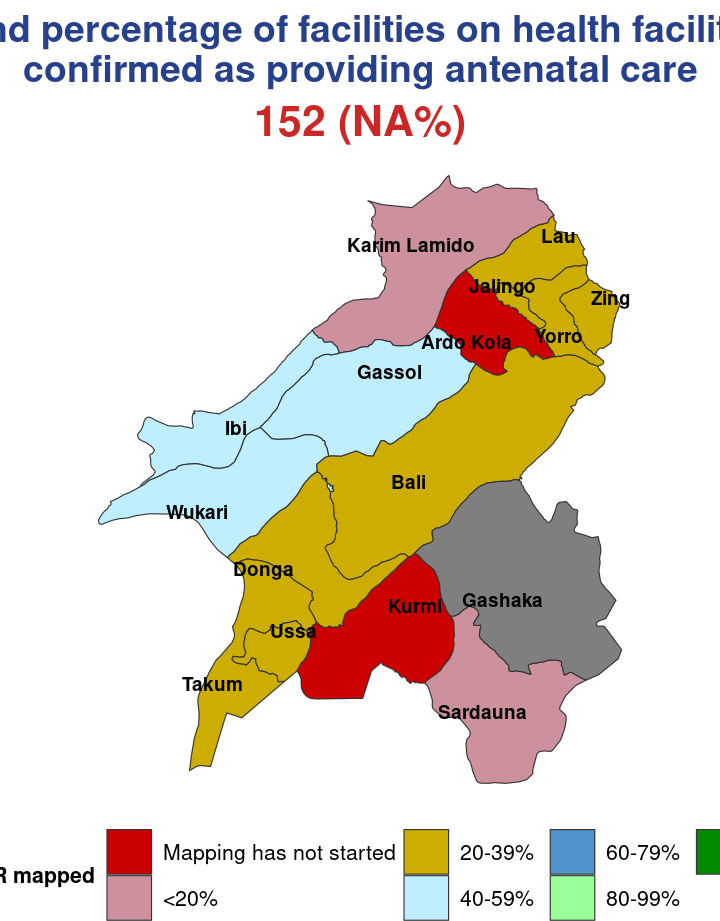 percentage of facilities on health
confirmed as providing antenatal care
152 (NA%)
Karim Lamido
Lau
Jalingo
Zing
Ardo Kola
Yorro
Gassol
Ibi
Bali
Wukari
Donga
Gashaka
Kurmi
Ussa
Takum
Sardauna
Mapping has not started
20-39%
60-79%
mapped
<20%
40-59%
80-99%